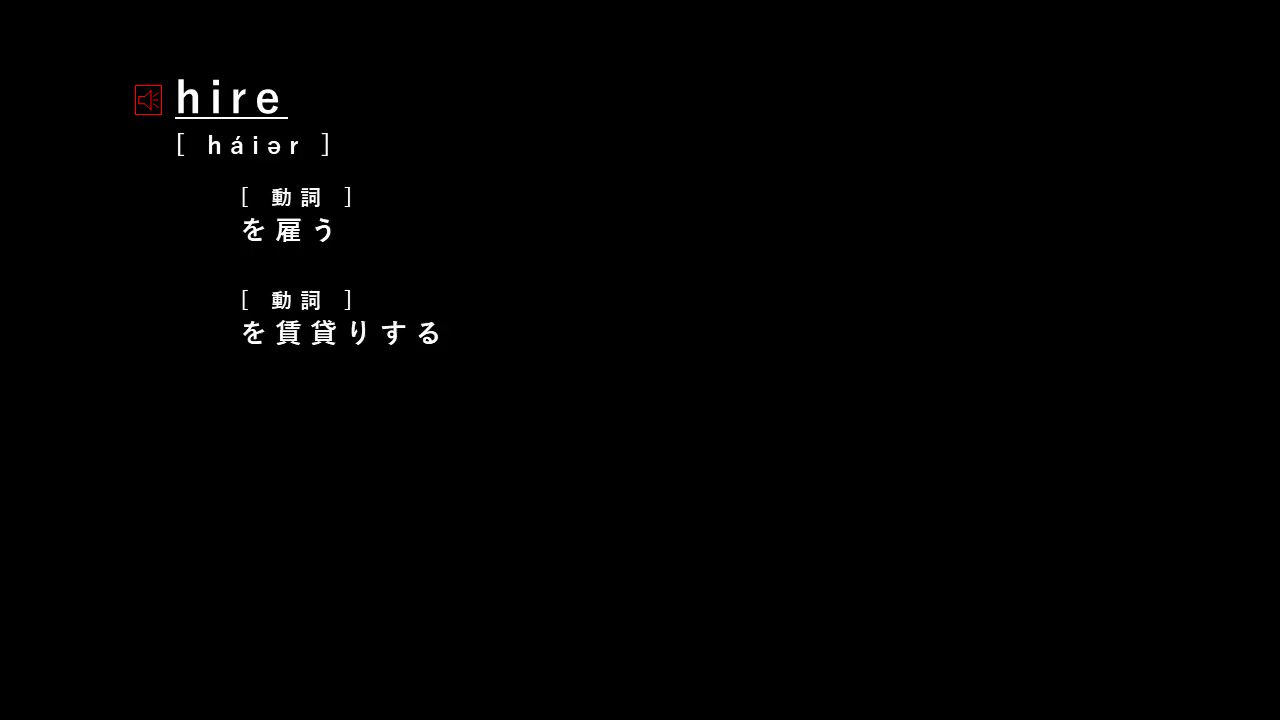 hire
[ háiər ]
[ 動詞 ]
を雇う
[ 動詞 ]
を賃貸りする